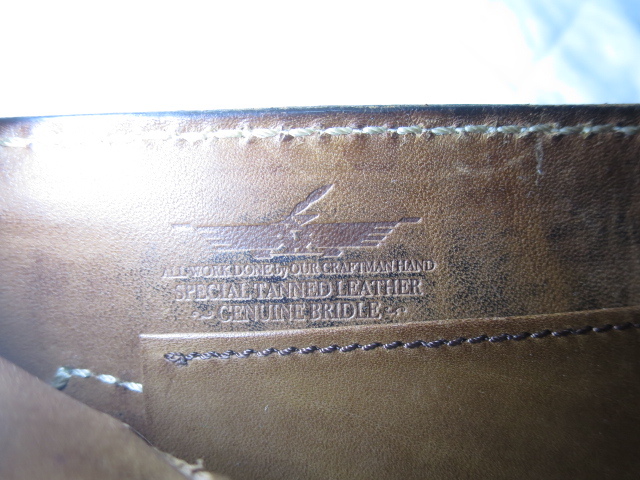 ALL WORK DONE BY OUR CRAFTMAN HAND
SPECIAL TANNED LEATHER
GENUINE BRIDLE